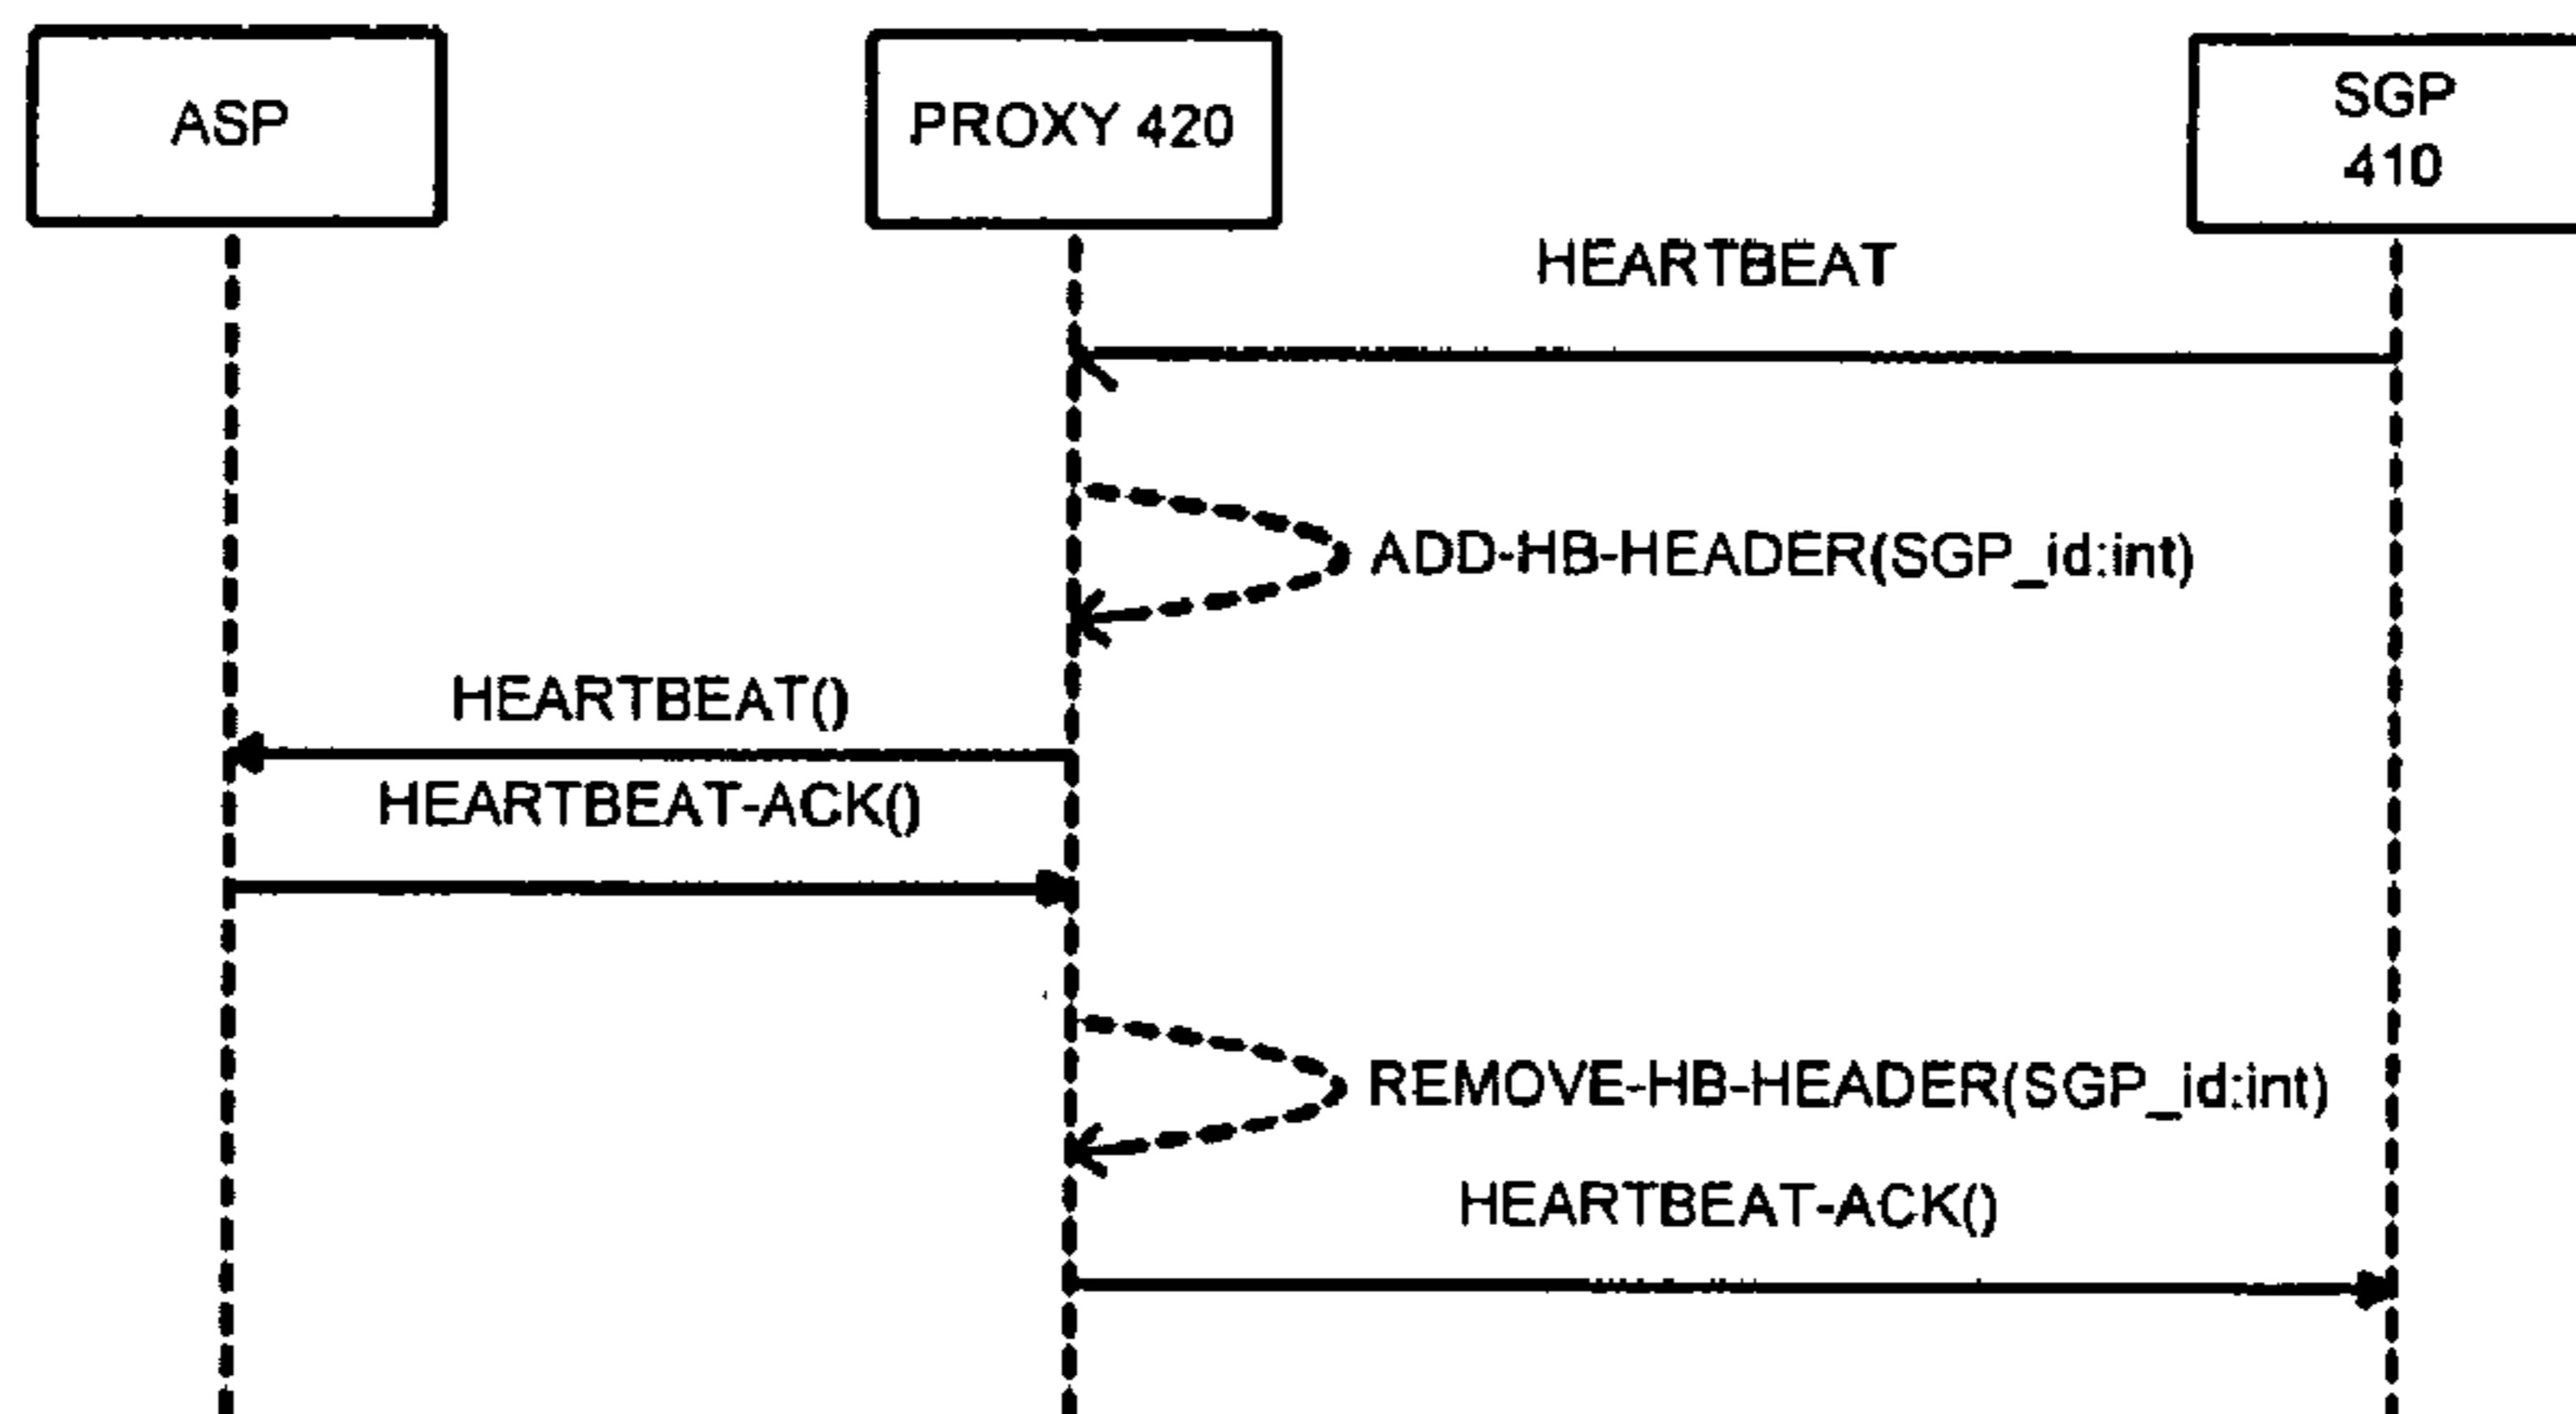 ASP
PROXY 420
SGP
410
HEARTBEAT
ADD-HB-HEADER(SGP_id:int)
HEARTBEAT()
HEARTBEAT-ACK()
REMOVE-HB-HEADER(SGP_id:int)
HEARTBEAT-ACK()